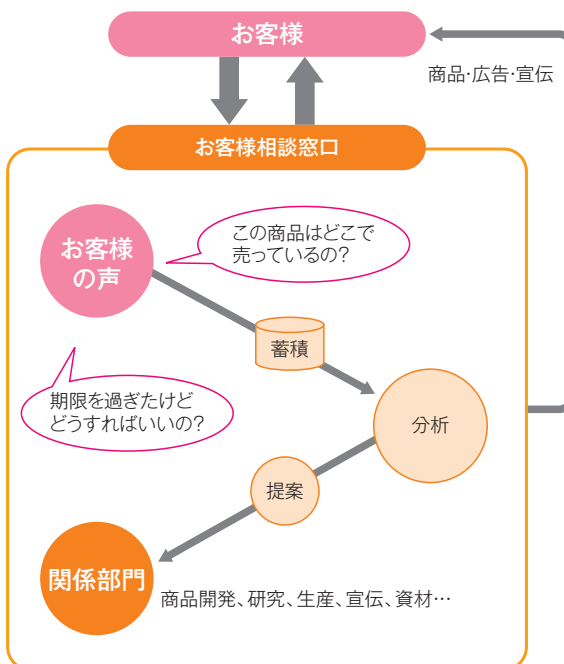 お客様
商品・広告・宣伝
お客様相談窓口
お客様
の声
この商品はどこで
売っているの?
蓄積
期限を過ぎたけど
どうすればいいの?
分析
提案
関係部門
商品開発、研究、生産、宣伝、資材…